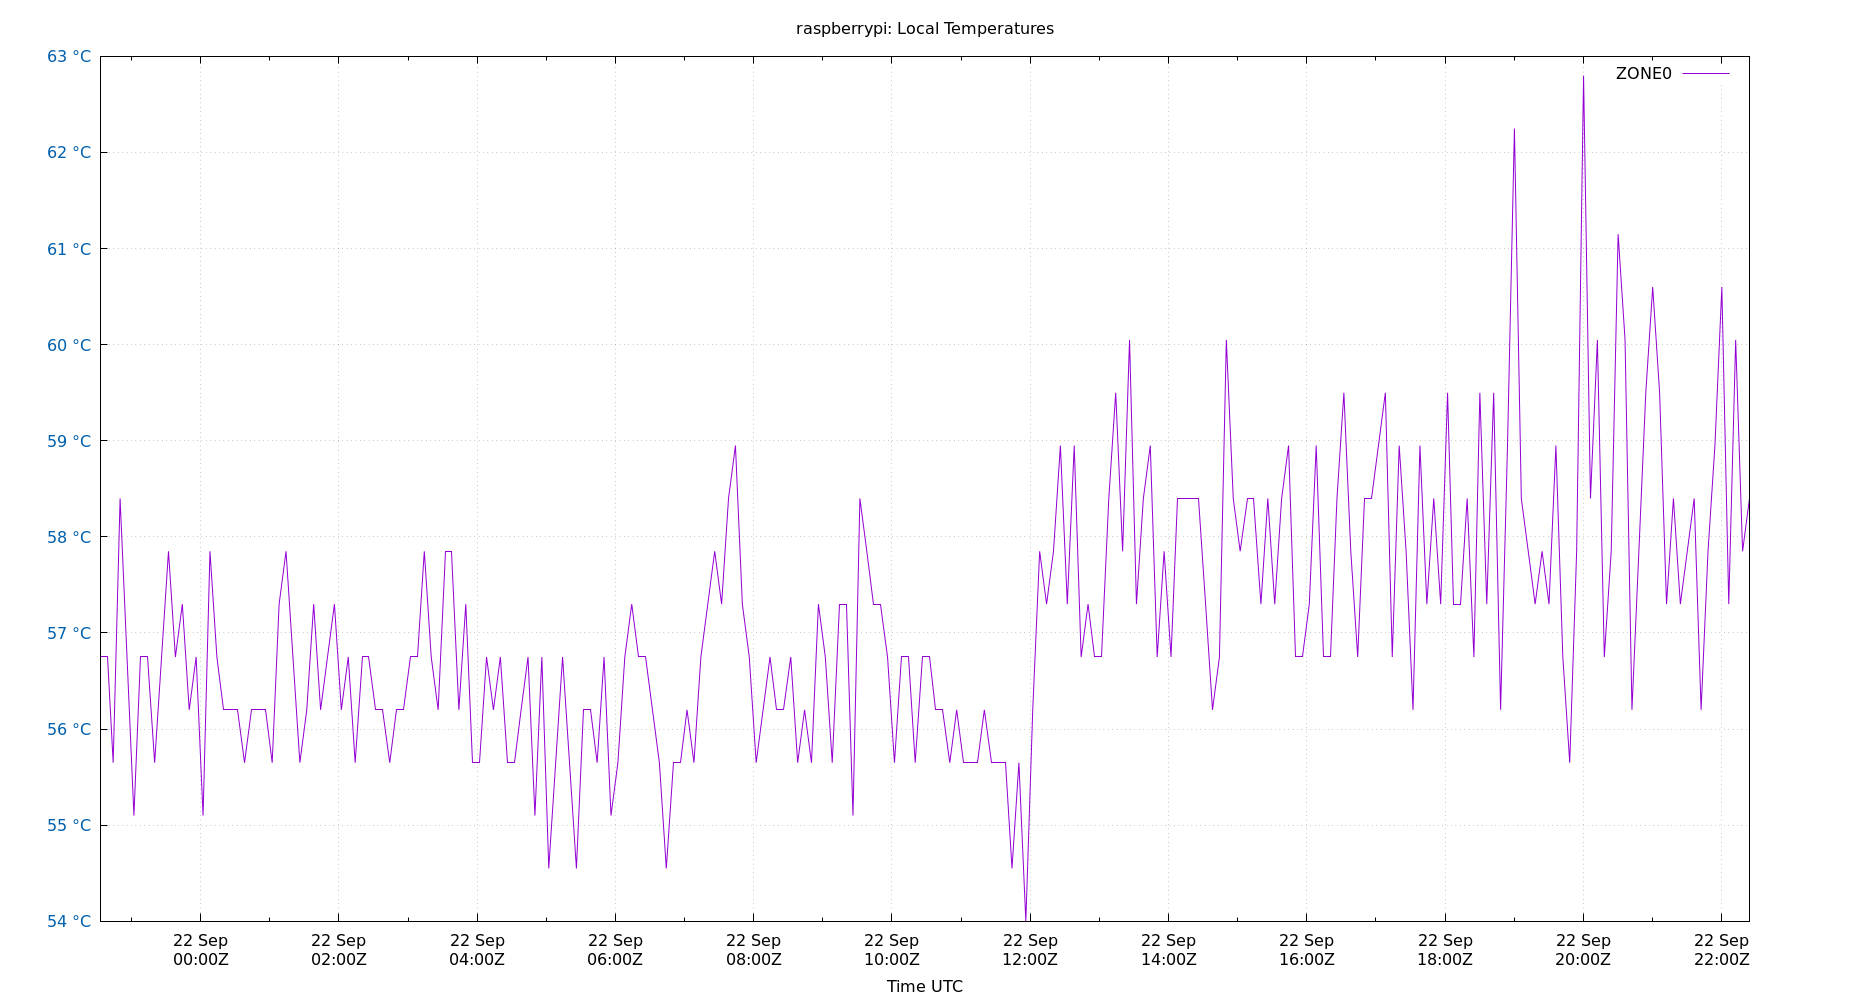 raspberrypi: Local Temperatures
63 °C
ZONE0
62 °C
61 °C
60 °C
59 °C
58 °C
57 °C
56 °C
55 °C
54 °C
22 Sep 22 Sep 22 Sep 22 Sep 22 Sep 22 Sep 22 Sep 22 Sep 22 Sep 22 Sep 22 Sep 22 Sep
00:00Z 02:00Z 04:00Z 06:00Z 08:00Z 10:00Z 12:00Z 14:00Z 16:00Z 18:00Z 20:00Z 22:00Z
Time UTC